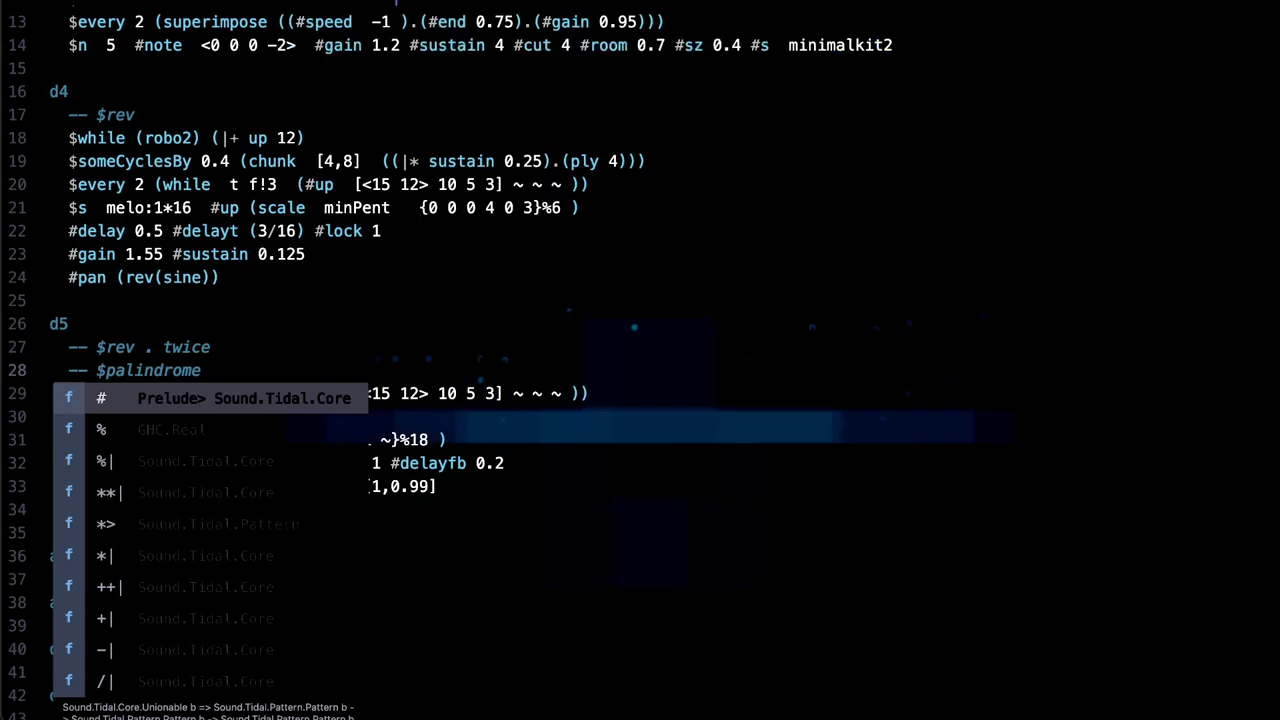 13 $every 2 (superimpose ((#speed -1 ).(#end 0.75).(#gain 0.95)))
14 $n 5 #note <0 0 0 -2> #gain 1.2 #sustain 4 #cut 4 #room 0.7 #sz 0.4 #s minimalkit2
15
16 d4
17 -- $rev
18 $while (robo2) (|+ up 12)
19 $someCyclesBy 0.4 (chunk [4,8] ((|* sustain 0.25).(ply 4)))
20 $every 2 (while t f!3 (#up [<15 12> 10 5 3] ~ ~ ~ ))
21 $s melo:1*16 #up (scale minPent {0 0 0 4 0 3}%6 )
22 #delay 0.5 #delayt (3/16) #lock 1
23 #gain 1.55 #sustain 0.125
24 #pan (rev(sine))
25
26 d5
27 -- $rev . twice
28 -- $palindrome
29 <15 12> 10 5 3] ~ ~ ~ ))
30
31 ~}%18 )
32 1 #delayfb 0.2
33 [1,0.99]
34
35
36
37
38
39
40
41
42
43
f # Prelude> Sound.Tidal.Core
f % GHC.Real
f %| Sound.Tidal.Core
f **| Sound.Tidal.Core
f *> Sound.Tidal.Pattern
f *| Sound.Tidal.Core
f ++| Sound.Tidal.Core
f +| Sound.Tidal.Core
f -| Sound.Tidal.Core
f /| Sound.Tidal.Core
Sound.Tidal.Core.Unionable b => Sound.Tidal.Pattern.Pattern b -
> Sound.Tidal.Pattern.Pattern b -> Sound.Tidal.Pattern.Pattern b